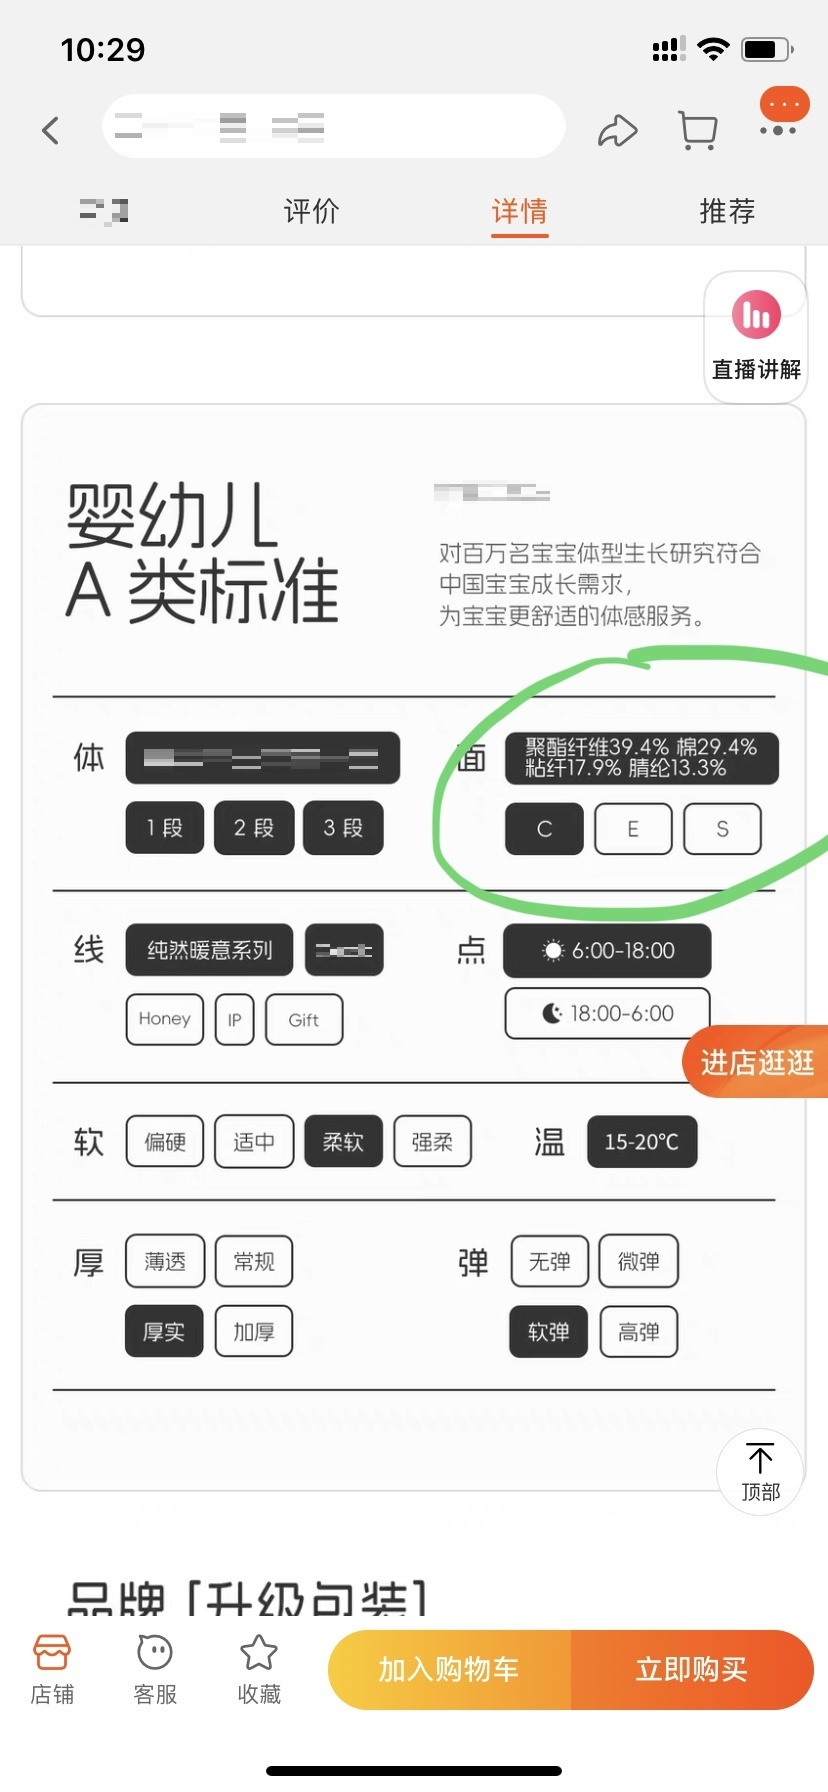 10:29
评价
详情
推荐
直播讲解
婴幼儿
A 类标准
对百万名宝宝体型生长研究符合
中国宝宝成长需求，
为宝宝更舒适的体感服务。
体
1 段
2 段
3 段
面
聚酯纤维39.4% 棉29.4%
粘纤17.9% 腈纶13.3%
C
E
S
线
纯然暖意系列
Honey
IP
Gift
点
6:00-18:00
18:00-6:00
进店逛逛
软
偏硬
适中
柔软
强柔
温
15-20℃
厚
薄透
常规
厚实
加厚
弹
无弹
微弹
软弹
高弹
顶部
品牌 [升级包装]
店铺
客服
收藏
加入购物车
立即购买